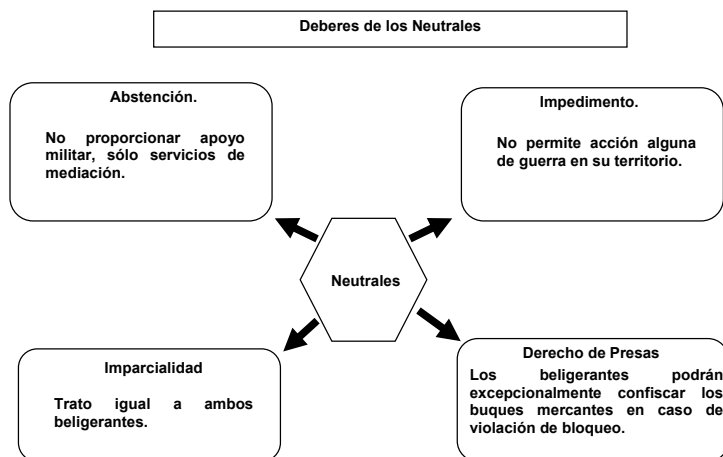 Deberes de los Neutrales
Abstención.
No proporcionar apoyo
militar, sólo servicios de
mediación.
Impedimento.
No permite acción alguna
de guerra en su territorio.
Neutrales
Imparcialidad
Trato igual a ambos
beligerantes.
Derecho de Presas
Los beligerantes podrán
excepcionalmente confiscar los
buques mercantes en caso de
violación de bloqueo.